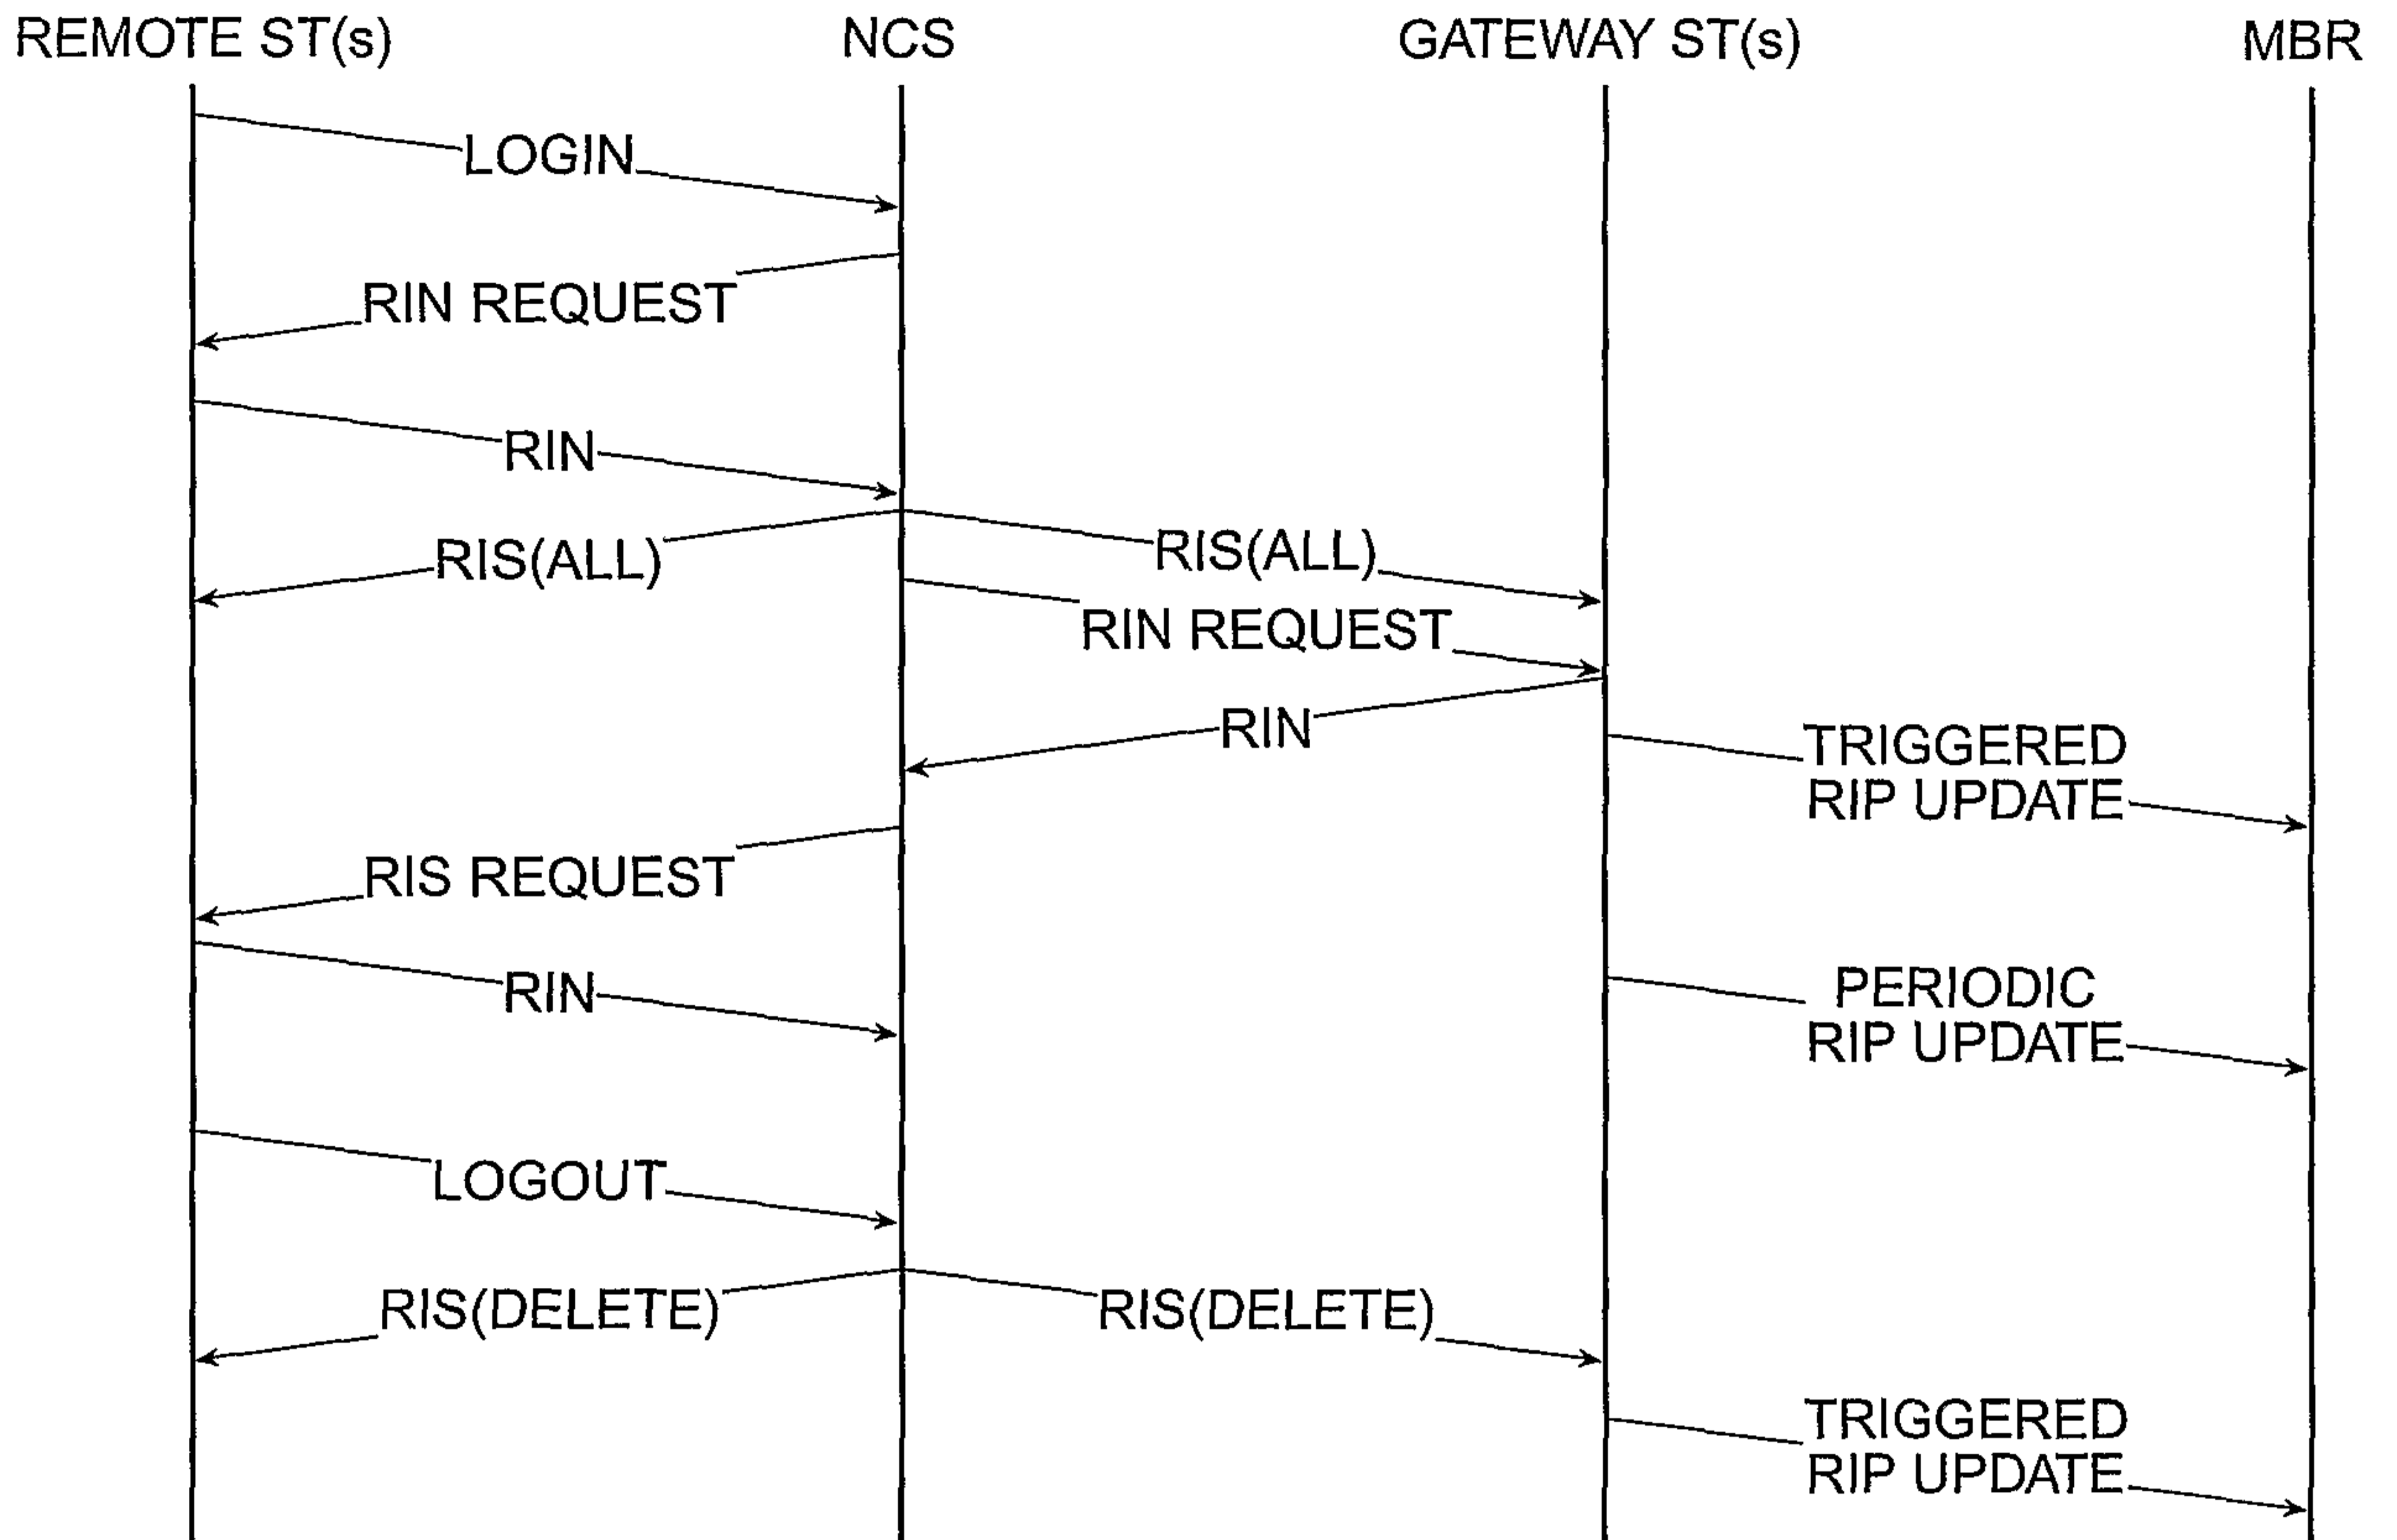 REMOTE ST(s)
NCS
GATEWAY ST(s)
MBR
LOGIN
RIN REQUEST
RIN
RIS(ALL)
RIS(ALL)
RIN REQUEST
RIN
TRIGGERED
RIP UPDATE
RIS REQUEST
RIN
PERIODIC
RIP UPDATE
LOGOUT
RIS(DELETE)
RIS(DELETE)
TRIGGERED
RIP UPDATE